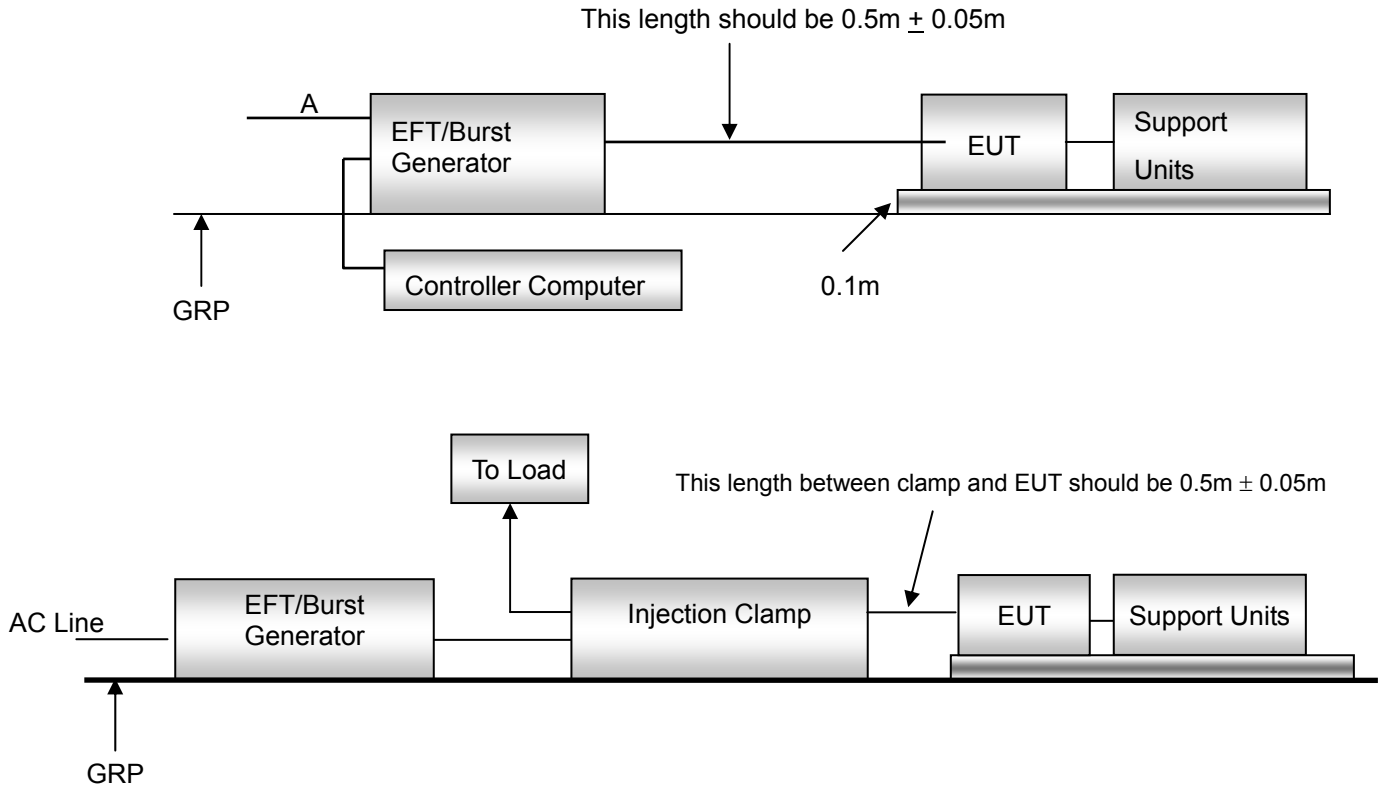 This length should be 0.5m ± 0.05m
A
EFT/Burst
Generator
EUT
Support
Units
Controller Computer
0.1m
GRP
To Load
This length between clamp and EUT should be 0.5m ± 0.05m
AC Line
EFT/Burst
Generator
Injection Clamp
EUT
Support Units
GRP